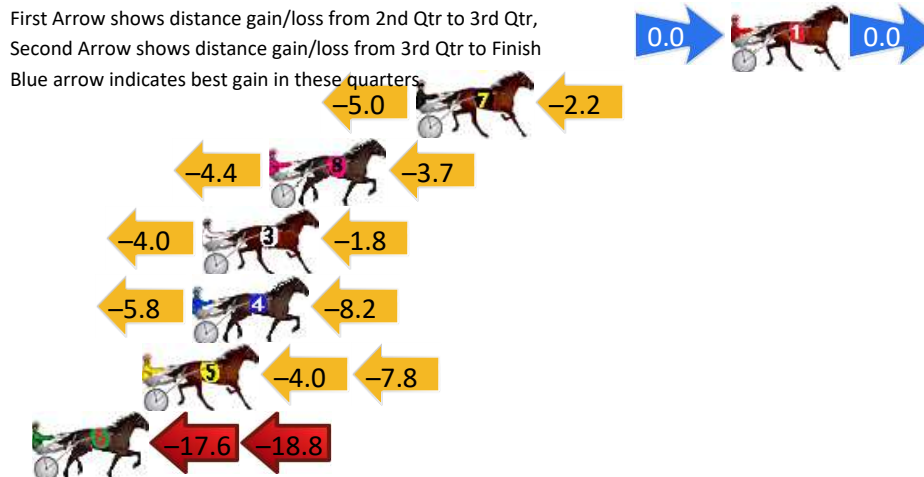 First Arrow shows distance gain/loss from 2nd Qtr to 3rd Qtr,
Second Arrow shows distance gain/loss from 3rd Qtr to Finish
Blue arrow indicates best gain in these quarters.
0.0 1 0.0
–5.0 7 –2.2
–4.4 8 –3.7
–4.0 3 –1.8
–5.8 4 –8.2
5 –4.0 –7.8
6 –17.6 –18.8